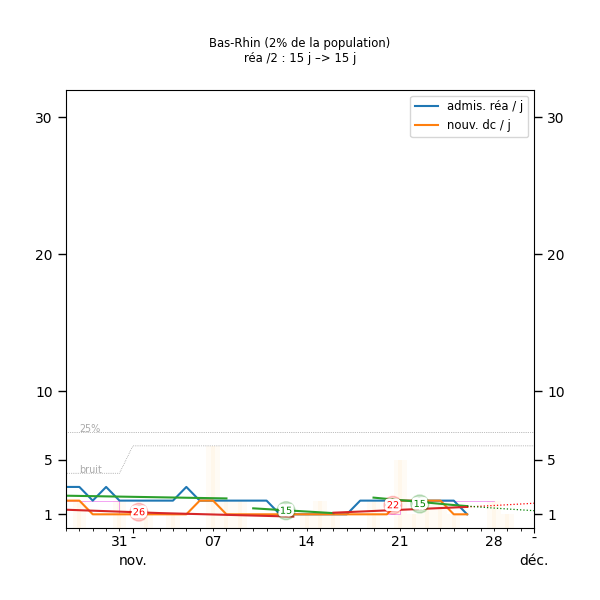 Bas-Rhin (2% de la population)
réa /2 : 15 j –> 15 j
admis. réa / j
nouv. dc / j
30 30
20 20
10 10
25%
bruit
5 5
26 15 22 15
1 1
31 07 14 21 28
nov. déc.